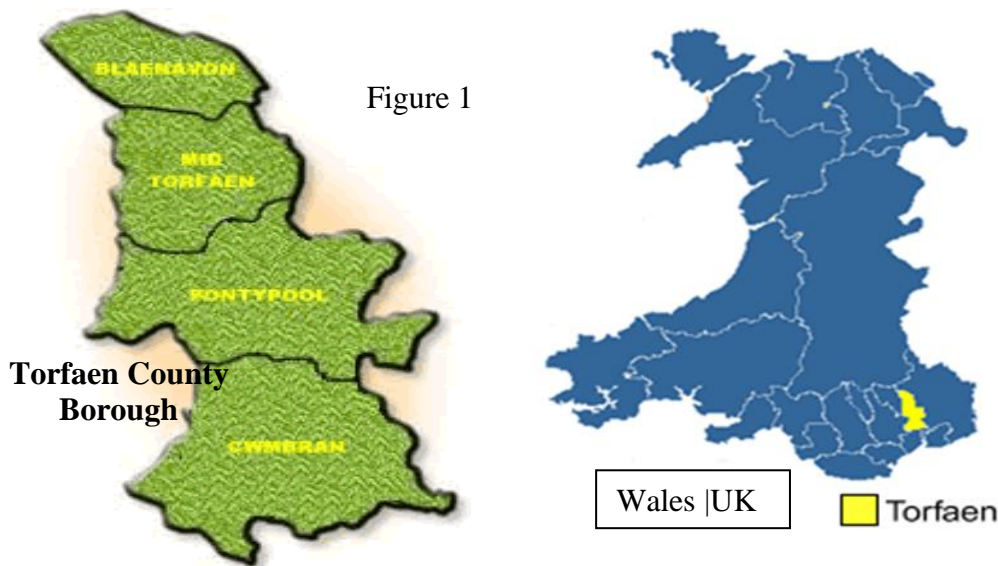 BLAENAVON
Figure 1
MID
TORFAEN
PONTYPOOL
Torfaen County
Borough
CWMBRAN
Wales |UK
Torfaen